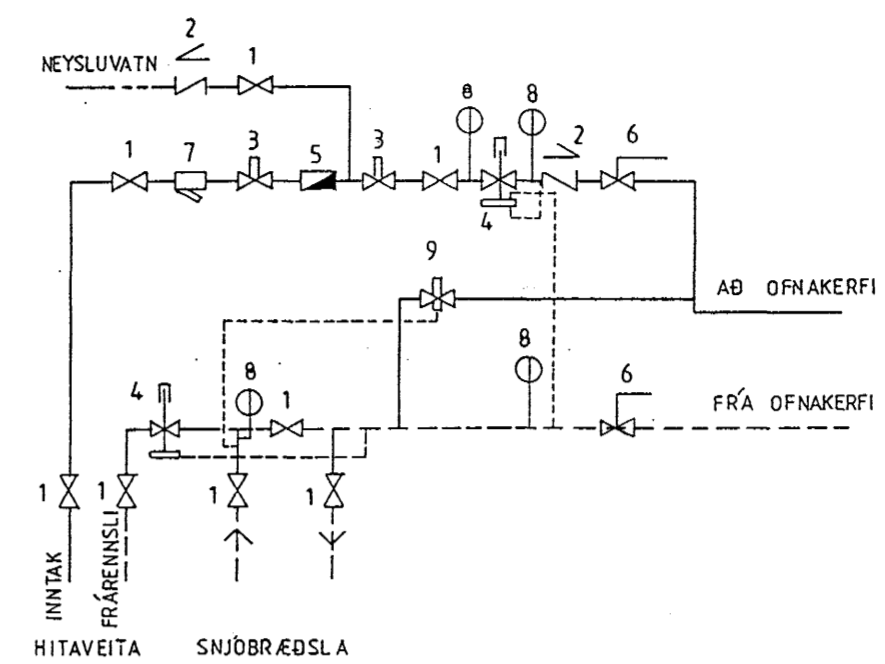 2
NEYSLUVATN 1
8 8
1 7 3 5 3 1 2 6
4
9
AÐ OFNAKERFI
8
4 8 1 6
FRÁ OFNAKERFI
1 1 1 1
INNTAK
FRÁRENNSLI
HITAVEITA SNJÓBRÆÐSLA